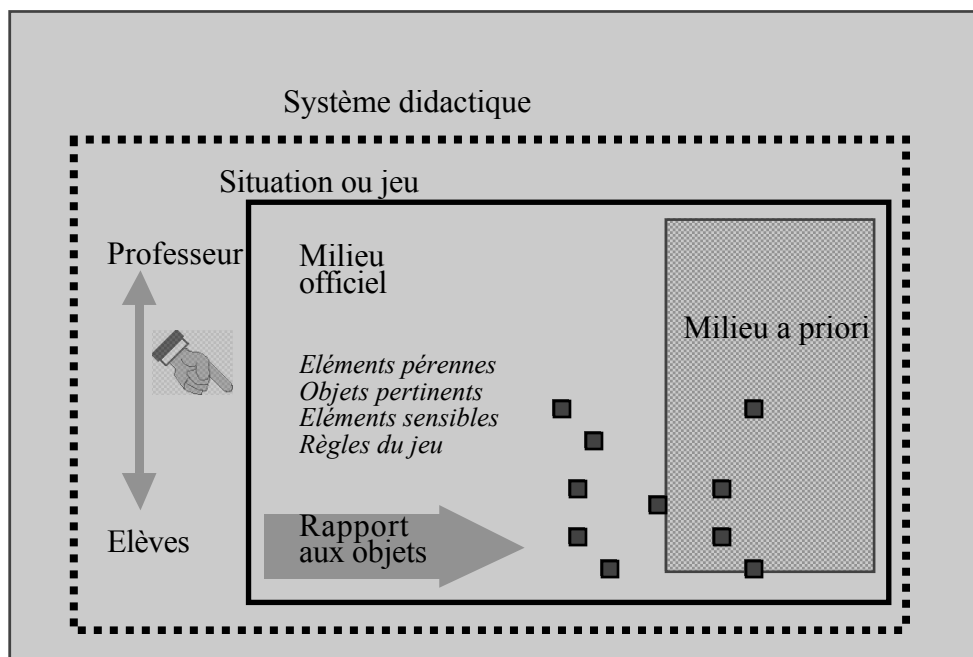 Système didactique
Situation ou jeu
Professeur
Milieu
officiel
Milieu a priori
Eléments pérennes
Objets pertinents
Eléments sensibles
Règles du jeu
Elèves
Rapport
aux objets